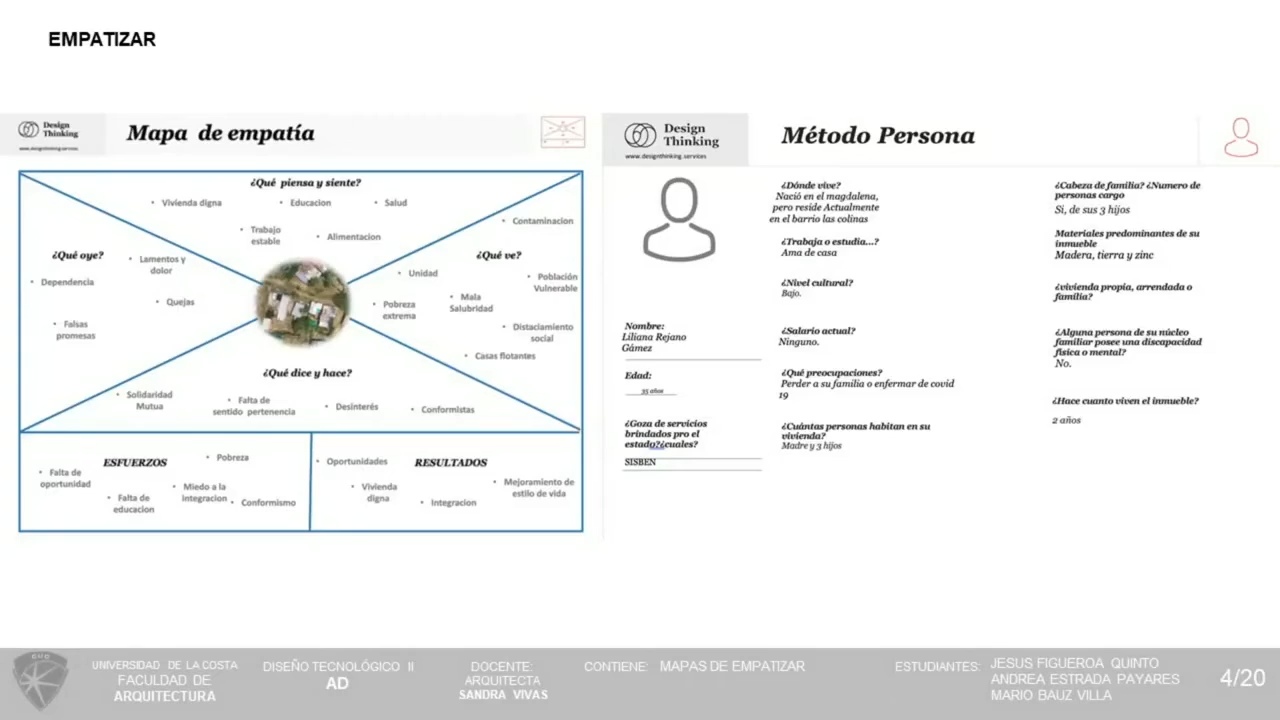 EMPATIZAR
Design
Thinking
www.designthinking.services
Mapa de empatía
¿Qué piensa y siente?
• Vivienda digna
• Educacion
• Salud
• Trabajo
estable
• Alimentacion
¿Qué oye?
• Lamentos y
dolor
• Dependencia
• Quejas
• Falsas
promesas
¿Qué ve?
• Contaminacion
• Unidad
• Población
Vulnerable
• Mala
Salubridad
• Pobreza
extrema
• Distaciamiento
social
• Casas flotantes
¿Qué dice y hace?
• Solidaridad
Mutua
• Falta de
sentido pertenencia
• Desinterés
• Conformistas
ESFUERZOS
• Pobreza
• Falta de
oportunidad
• Miedo a la
integracion
• Falta de
educacion
• Conformismo
RESULTADOS
• Oportunidades
• Vivienda
digna
• Integracion
• Mejoramiento de
estilo de vida
Design
Thinking
www.designthinking.services
Método Persona
Nombre:
Liliana Rejano
Gámez
Edad:
35 años
¿Goza de servicios
brindados pro el
estado?¿cuales?
SISBEN
¿Dónde vive?
Nació en el magdalena,
pero reside Actualmente
en el barrio las colinas
¿Trabaja o estudia...?
Ama de casa
¿Nivel cultural?
Bajo.
¿Salario actual?
Ninguno.
¿Qué preocupaciones?
Perder a su familia o enfermar de covid
19
¿Cuántas personas habitan en su
vivienda?
Madre y 3 hijos
¿Cabeza de familia? ¿Numero de
personas cargo
Si, de sus 3 hijos
Materiales predominantes de su
inmueble
Madera, tierra y zinc
¿vivienda propia, arrendada o
familia?
¿Alguna persona de su núcleo
familiar posee una discapacidad
física o mental?
No.
¿Hace cuanto viven el inmueble?
2 años
UNIVERSIDAD DE LA COSTA
FACULDAD DE
ARQUITECTURA
DISEÑO TECNOLÓGICO II
AD
DOCENTE:
ARQUITECTA
SANDRA VIVAS
CONTIENE: MAPAS DE EMPATIZAR
ESTUDIANTES: JESUS FIGUEROA QUINTO
ANDREA ESTRADA PAYARES
MARIO BAUZ VILLA
4/20